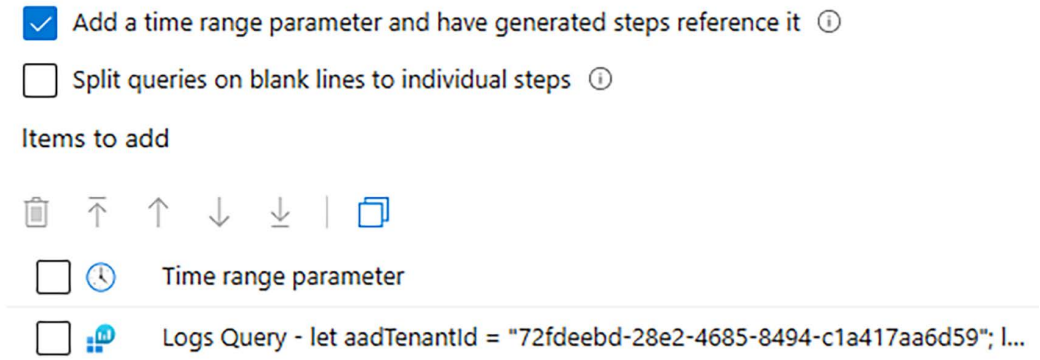 Add a time range parameter and have generated steps reference it
Split queries on blank lines to individual steps
Items to add
Time range parameter
Logs Query - let aadTenantId = "72fdeebd-28e2-4685-8494-c1a417aa6d59"; l...